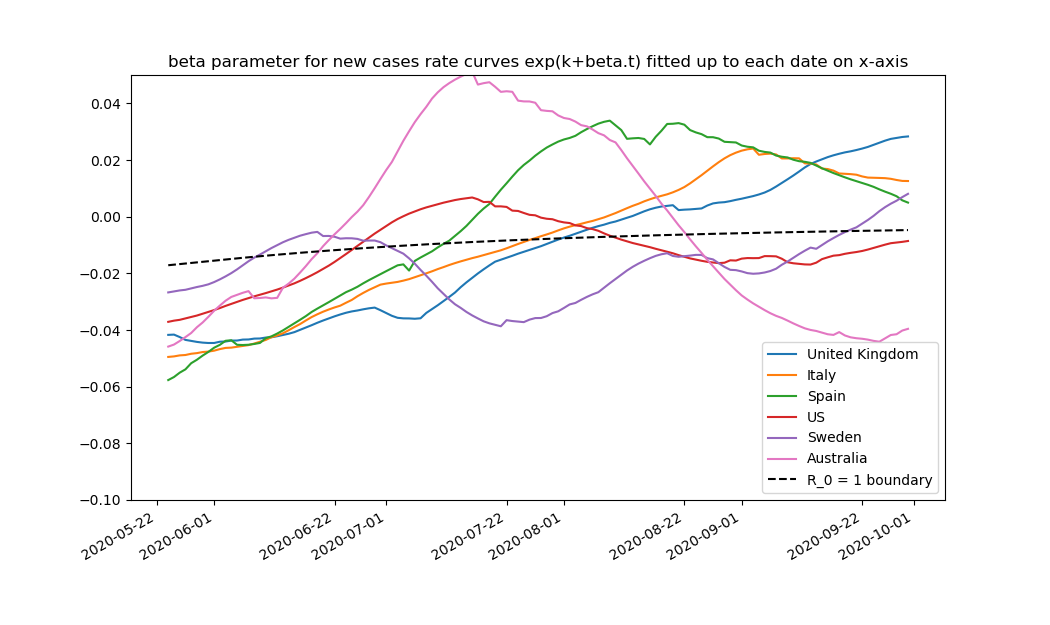 beta parameter for new cases rate curves exp(k+beta.t) fitted up to each date on x-axis
0.04
0.02
0.00
−0.02
−0.04
−0.06
−0.08
−0.10
United Kingdom
Italy
Spain
US
Sweden
Australia
R_0 = 1 boundary
2020-05-22
2020-06-01
2020-06-22
2020-07-01
2020-07-22
2020-08-01
2020-08-22
2020-09-01
2020-09-22
2020-10-01